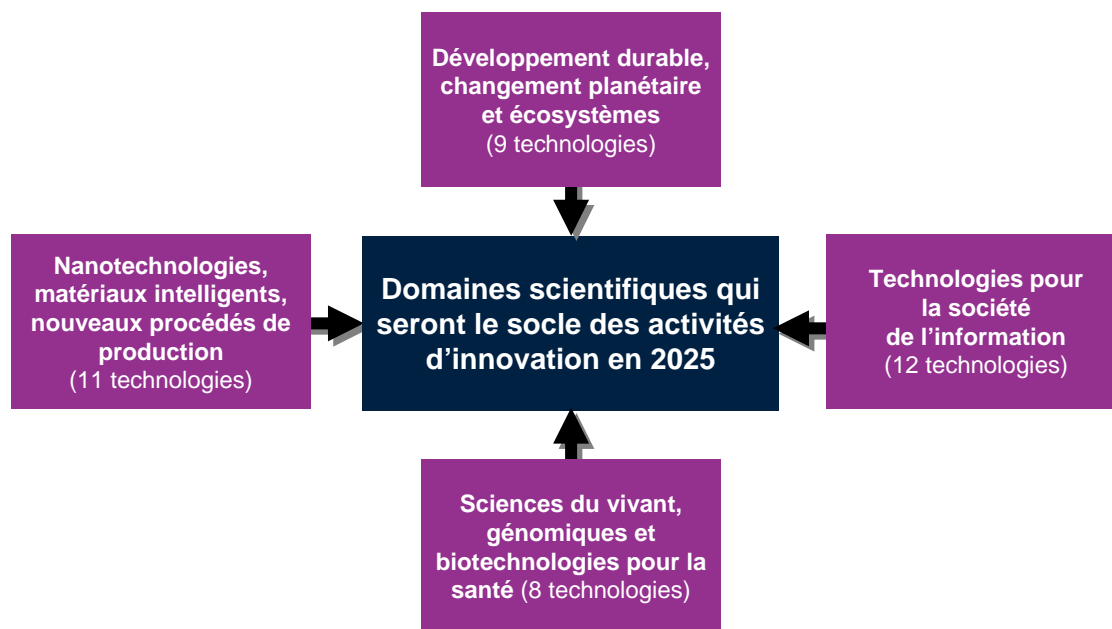 Développement durable,
changement planétaire
et écosystèmes
(9 technologies)
Nanotechnologies,
matériaux intelligents,
nouveaux procédés de
production
(11 technologies)
Domaines scientifiques qui
seront le socle des activités
d’innovation en 2025
Technologies pour
la société
de l’information
(12 technologies)
Sciences du vivant,
génomiques et
biotechnologies pour la
santé (8 technologies)